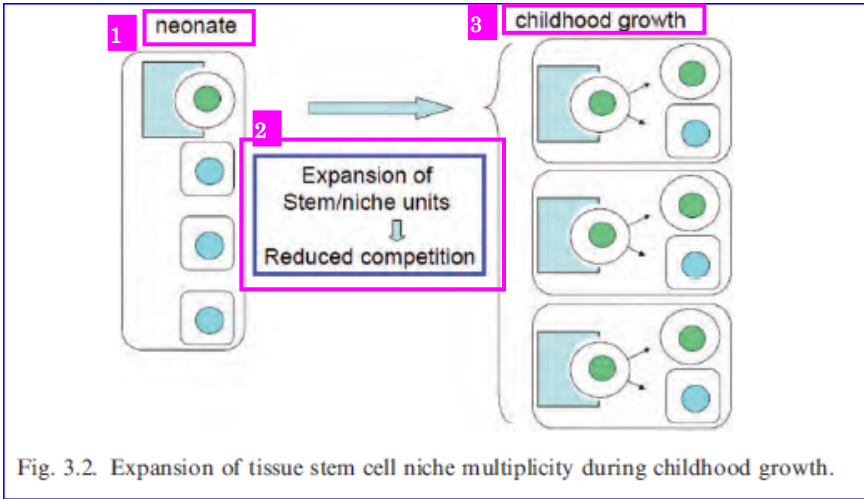 1
neonate
3
childhood growth
2
Expansion of
Stem/niche units
Reduced competition
Fig. 3.2. Expansion of tissue stem cell niche multiplicity during childhood growth.